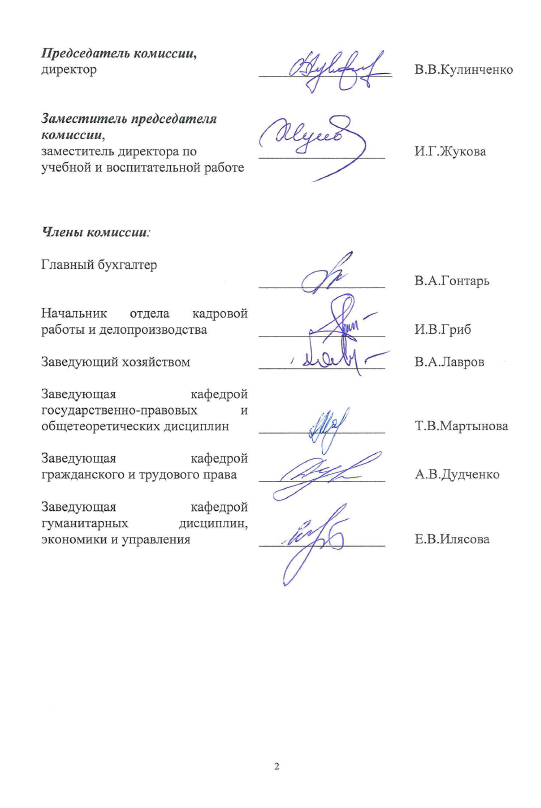 Председатель комиссии,
директор В.В.Кулинченко
Заместитель председателя
комиссии,
заместитель директора по И.Г.Жукова
учебной и воспитательной работе
Члены комиссии:
Главный бухгалтер
В.А.Гонтарь
Начальник отдела кадровой
работы и делопроизводства И.В.Гриб
Заведующий хозяйством В.А.Лавров
Заведующая кафедрой
государственно-правовых и
общетеоретических дисциплин Т.В.Мартынова
Заведующая кафедрой
гражданского и трудового права А.В.Дудченко
Заведующая кафедрой
гуманитарных дисциплин,
экономики и управления Е.В.Илясова
2